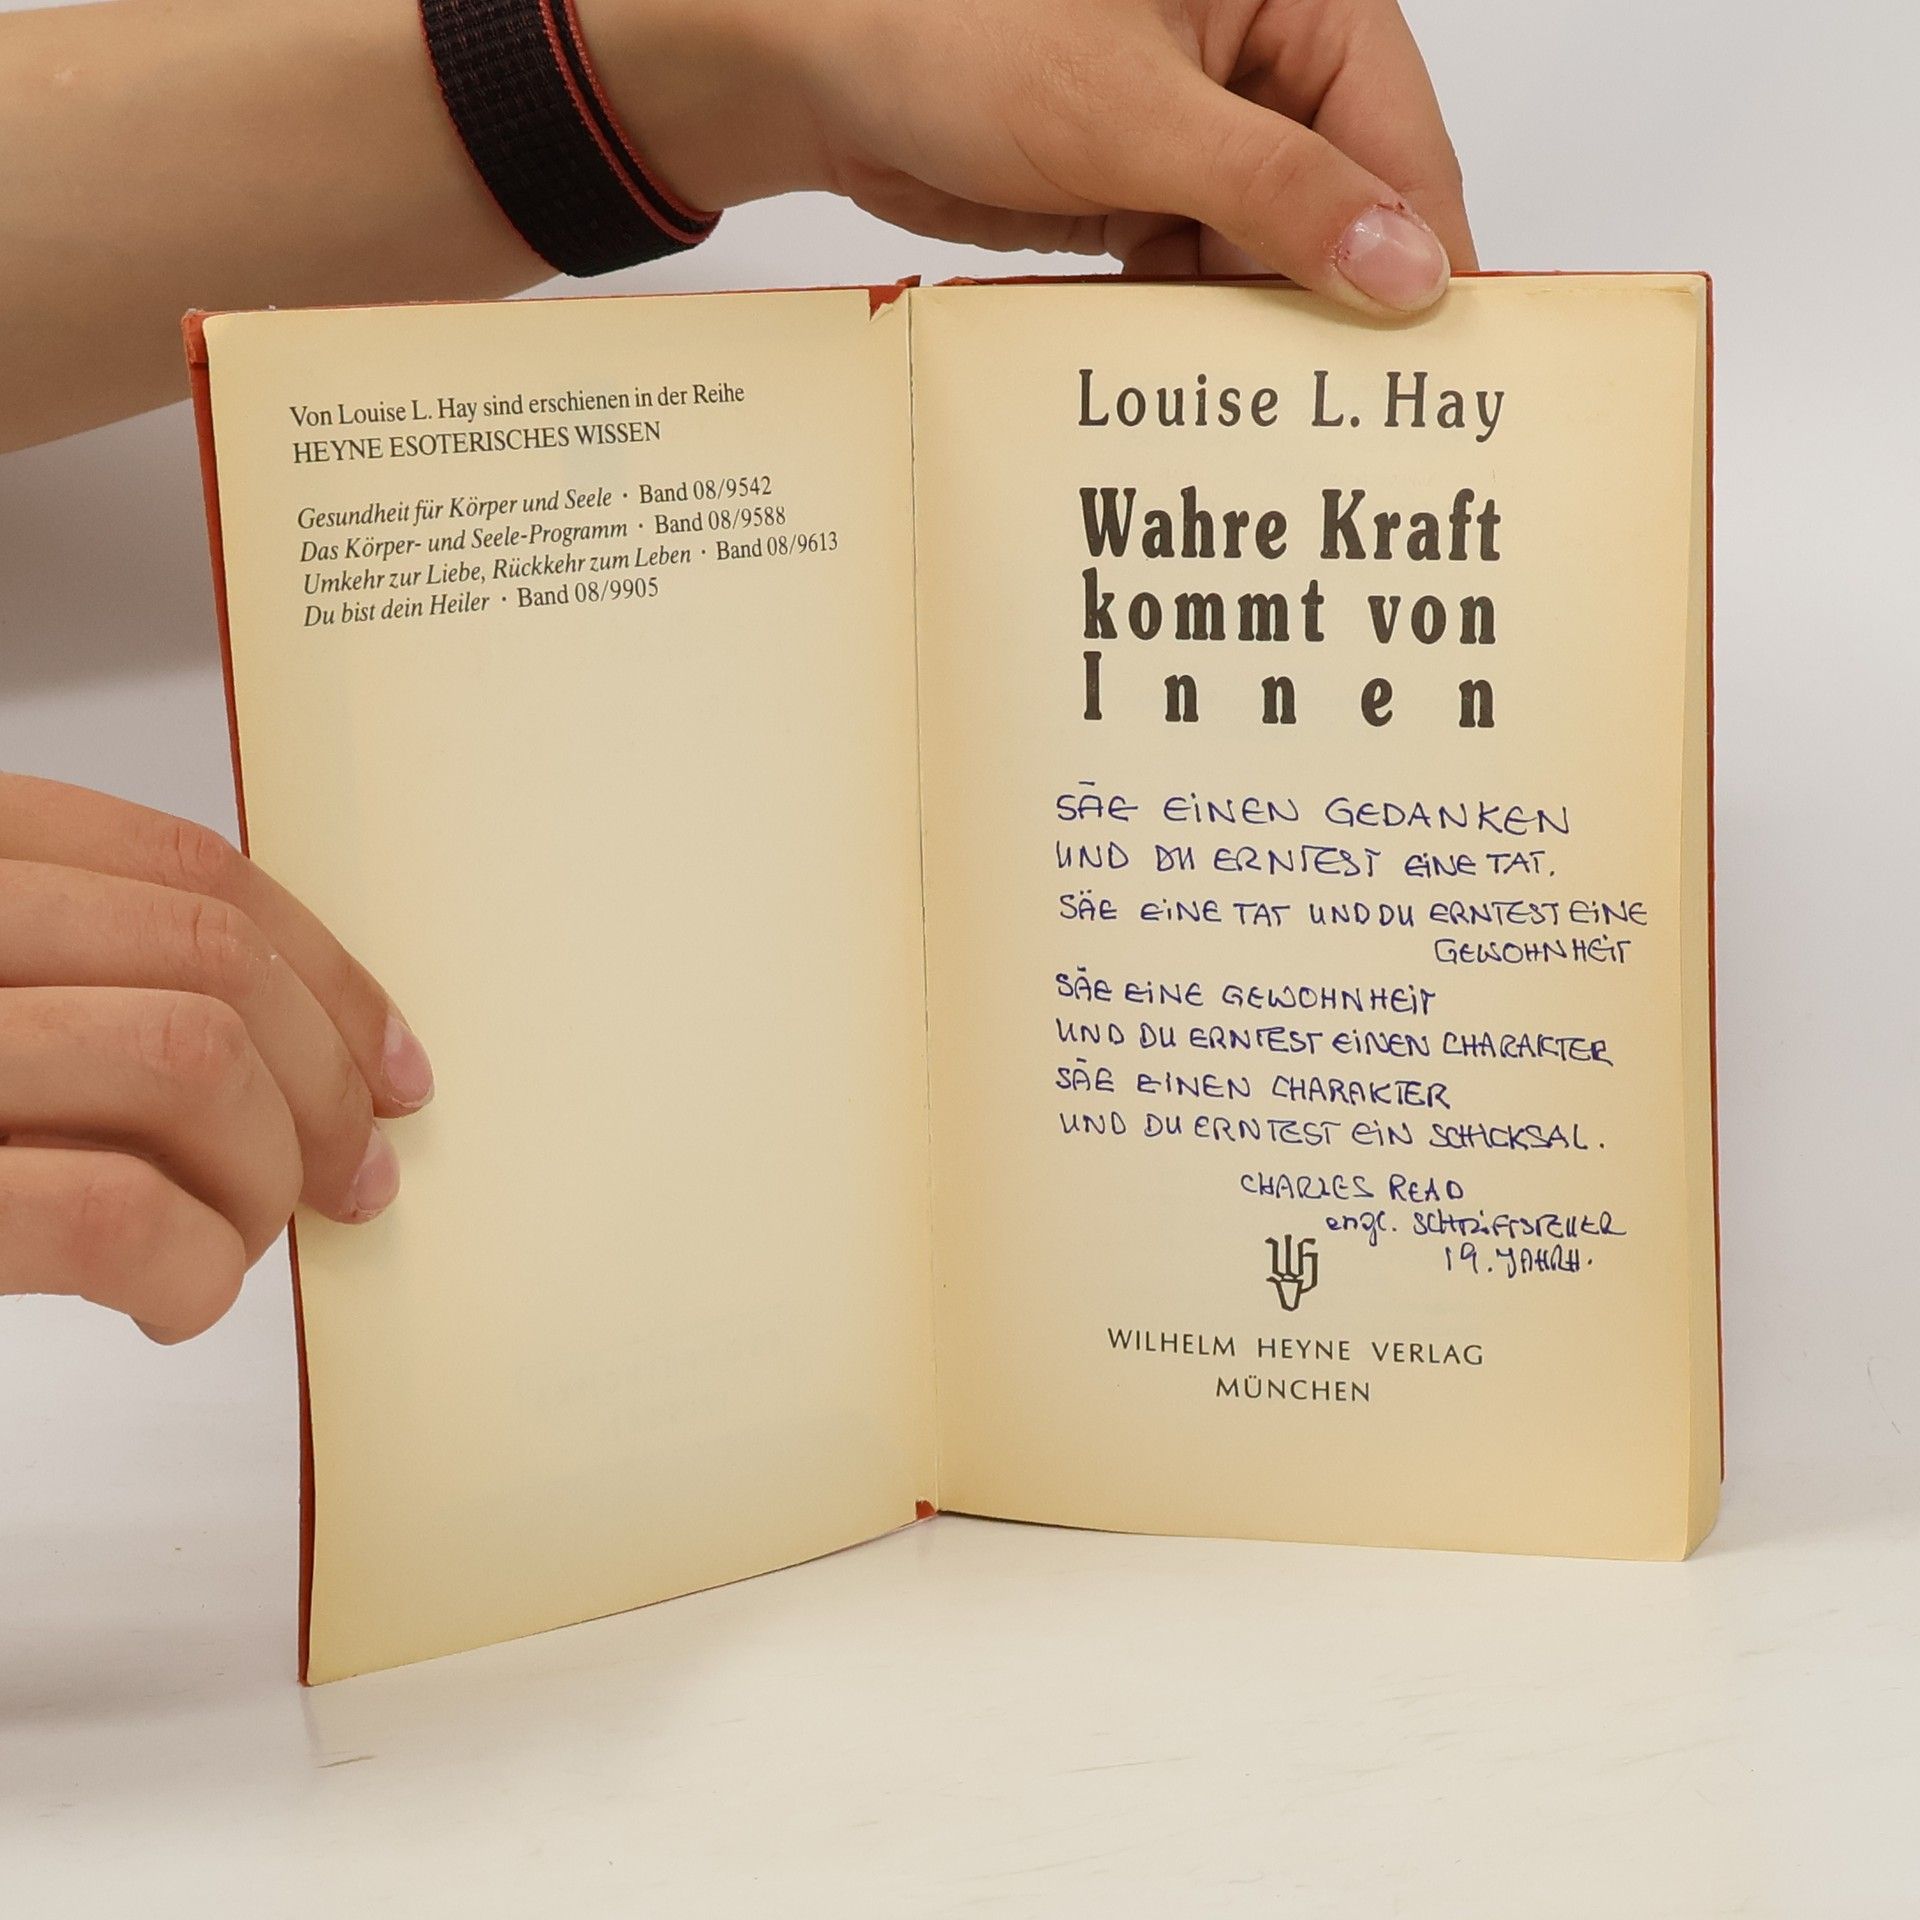 Von Louise L. Hay sind erschienen in der Reihe
HEYNE ESOTERISCHES WISSEN
Gesundheit für Körper und Seele · Band 08/9542
Das Körper- und Seele-Programm · Band 08/9588
Umkehr zur Liebe, Rückkehr zum Leben · Band 08/9613
Du bist dein Heiler · Band 08/9905
Louise L. Hay
Wahre Kraft
kommt von
Innen
SÄE EINEN GEDANKEN
UND DU ERNTEST EINE TAT.
SÄE EINE TAT UND DU ERNTEST EINE
GEWOHNHEIT
SÄE EINE GEWOHNHEIT
UND DU ERNTEST EINEN CHARAKTER
SÄE EINEN CHARAKTER
UND DU ERNTEST EIN SCHICKSAL.
CHARLES READ
engl. SCHRIFTSTELLER
19. JAHRH.
WHV
WILHELM HEYNE VERLAG
MÜNCHEN